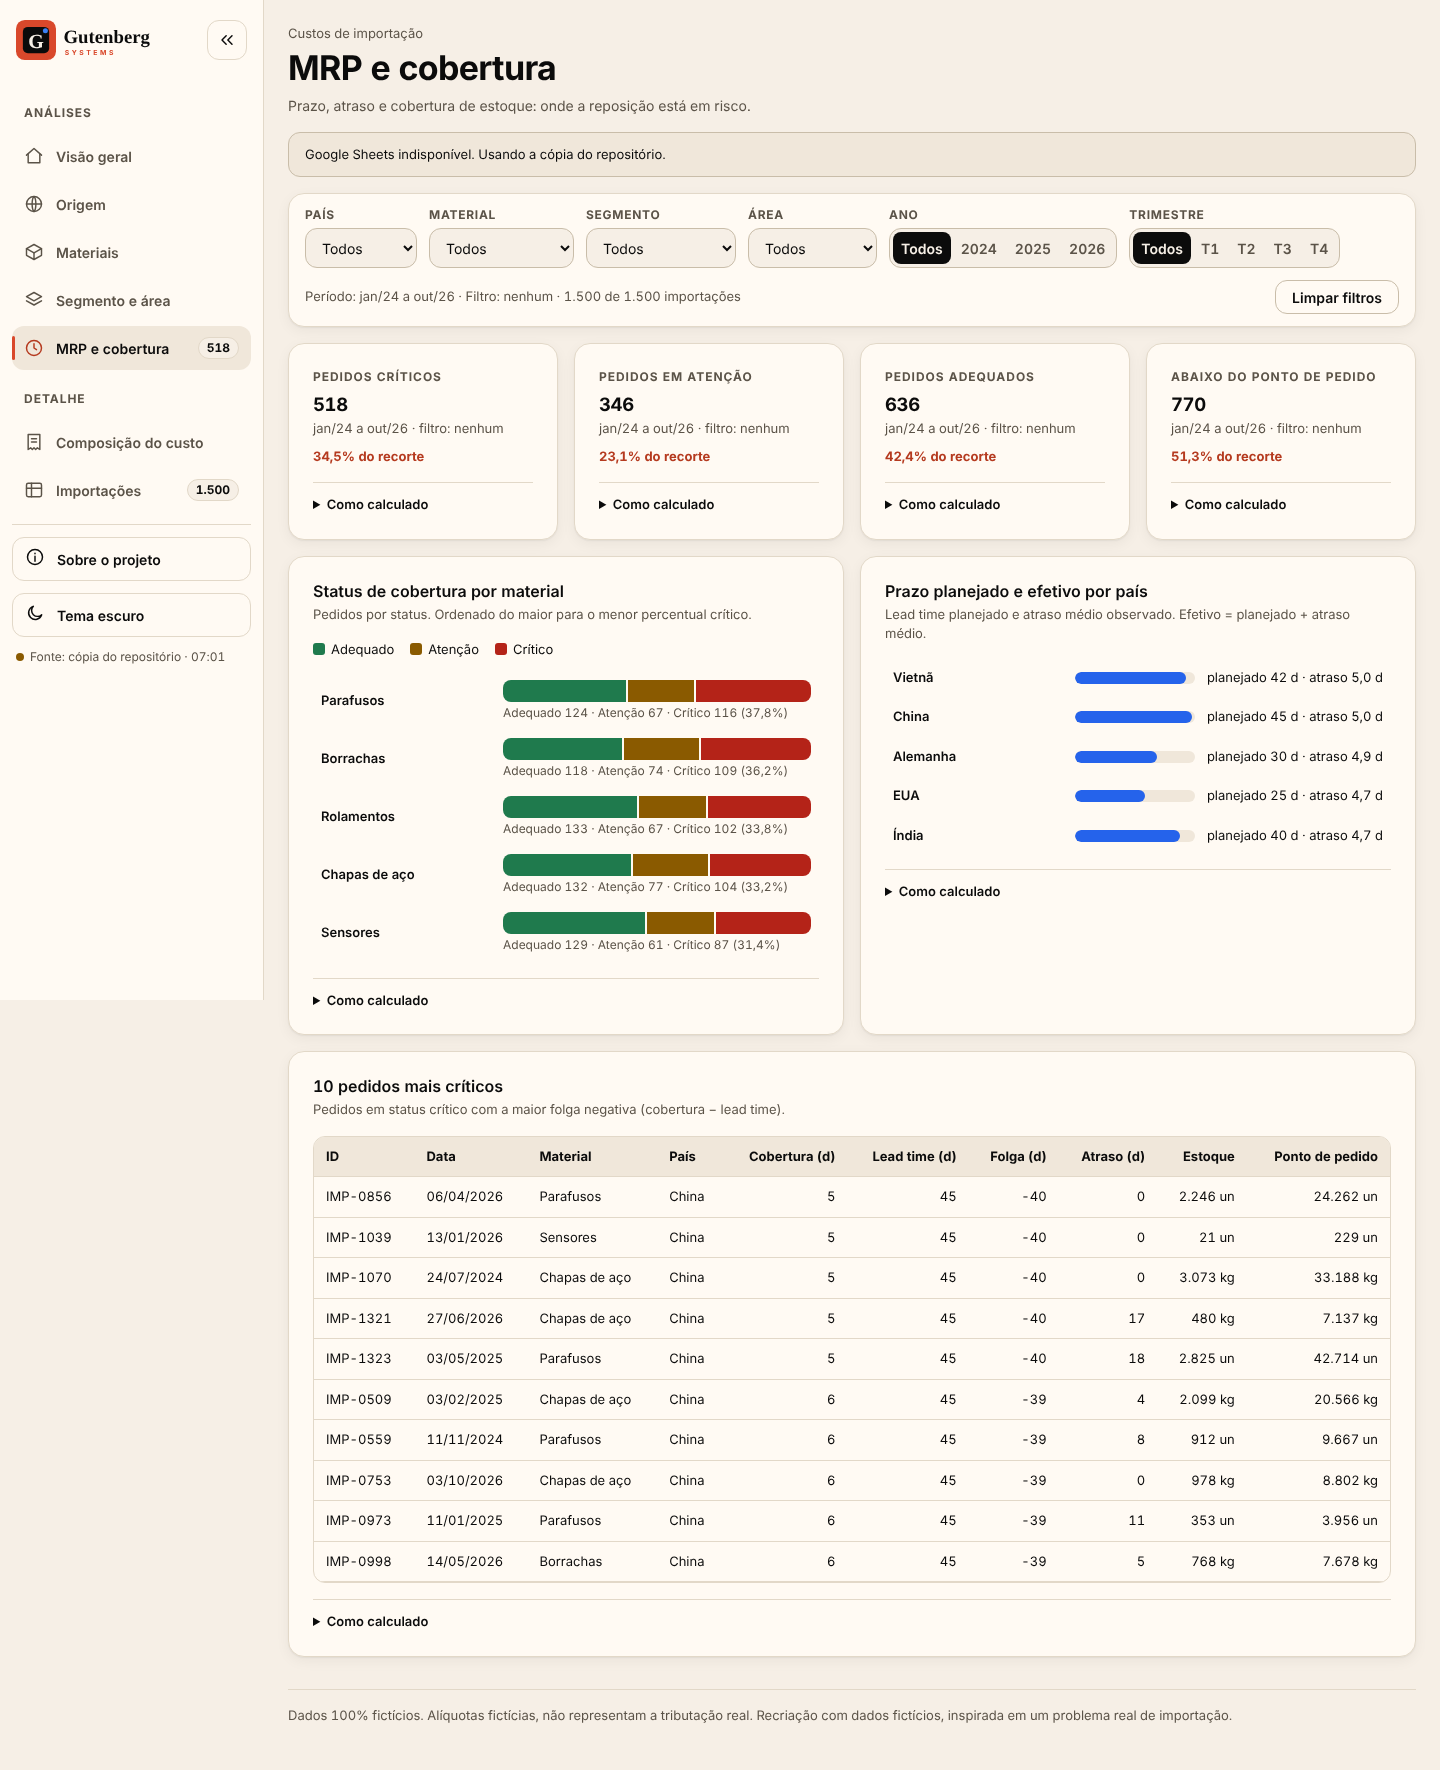 G
Gutenberg
SYSTEMS
ANÁLISES
Visão geral
Origem
Materiais
Segmento e área
MRP e cobertura 518
DETALHE
Composição do custo
Importações 1.500
Sobre o projeto
Tema escuro
Fonte: cópia do repositório · 07:01
Custos de importação
MRP e cobertura
Prazo, atraso e cobertura de estoque: onde a reposição está em risco.
Google Sheets indisponível. Usando a cópia do repositório.
PAÍS MATERIAL SEGMENTO ÁREA ANO TRIMESTRE
Todos Todos Todos Todos Todos 2024 2025 2026 Todos T1 T2 T3 T4
Período: jan/24 a out/26 · Filtro: nenhum · 1.500 de 1.500 importações Limpar filtros
PEDIDOS CRÍTICOS
518
jan/24 a out/26 · filtro: nenhum
34,5% do recorte
Como calculado
PEDIDOS EM ATENÇÃO
346
jan/24 a out/26 · filtro: nenhum
23,1% do recorte
Como calculado
PEDIDOS ADEQUADOS
636
jan/24 a out/26 · filtro: nenhum
42,4% do recorte
Como calculado
ABAIXO DO PONTO DE PEDIDO
770
jan/24 a out/26 · filtro: nenhum
51,3% do recorte
Como calculado
Status de cobertura por material
Pedidos por status. Ordenado do maior para o menor percentual crítico.
Adequado Atenção Crítico
Parafusos
Adequado 124 · Atenção 67 · Crítico 116 (37,8%)
Borrachas
Adequado 118 · Atenção 74 · Crítico 109 (36,2%)
Rolamentos
Adequado 133 · Atenção 67 · Crítico 102 (33,8%)
Chapas de aço
Adequado 132 · Atenção 77 · Crítico 104 (33,2%)
Sensores
Adequado 129 · Atenção 61 · Crítico 87 (31,4%)
Como calculado
Prazo planejado e efetivo por país
Lead time planejado e atraso médio observado. Efetivo = planejado + atraso
médio.
Vietnã planejado 42 d · atraso 5,0 d
China planejado 45 d · atraso 5,0 d
Alemanha planejado 30 d · atraso 4,9 d
EUA planejado 25 d · atraso 4,7 d
Índia planejado 40 d · atraso 4,7 d
Como calculado
10 pedidos mais críticos
Pedidos em status crítico com a maior folga negativa (cobertura − lead time).
ID Data Material País Cobertura (d) Lead time (d) Folga (d) Atraso (d) Estoque Ponto de pedido
IMP-0856 06/04/2026 Parafusos China 5 45 -40 0 2.246 un 24.262 un
IMP-1039 13/01/2026 Sensores China 5 45 -40 0 21 un 229 un
IMP-1070 24/07/2024 Chapas de aço China 5 45 -40 0 3.073 kg 33.188 kg
IMP-1321 27/06/2026 Chapas de aço China 5 45 -40 17 480 kg 7.137 kg
IMP-1323 03/05/2025 Parafusos China 5 45 -40 18 2.825 un 42.714 un
IMP-0509 03/02/2025 Chapas de aço China 6 45 -39 4 2.099 kg 20.566 kg
IMP-0559 11/11/2024 Parafusos China 6 45 -39 8 912 un 9.667 un
IMP-0753 03/10/2026 Chapas de aço China 6 45 -39 0 978 kg 8.802 kg
IMP-0973 11/01/2025 Parafusos China 6 45 -39 11 353 un 3.956 un
IMP-0998 14/05/2026 Borrachas China 6 45 -39 5 768 kg 7.678 kg
Como calculado
Dados 100% fictícios. Alíquotas fictícias, não representam a tributação real. Recriação com dados fictícios, inspirada em um problema real de importação.